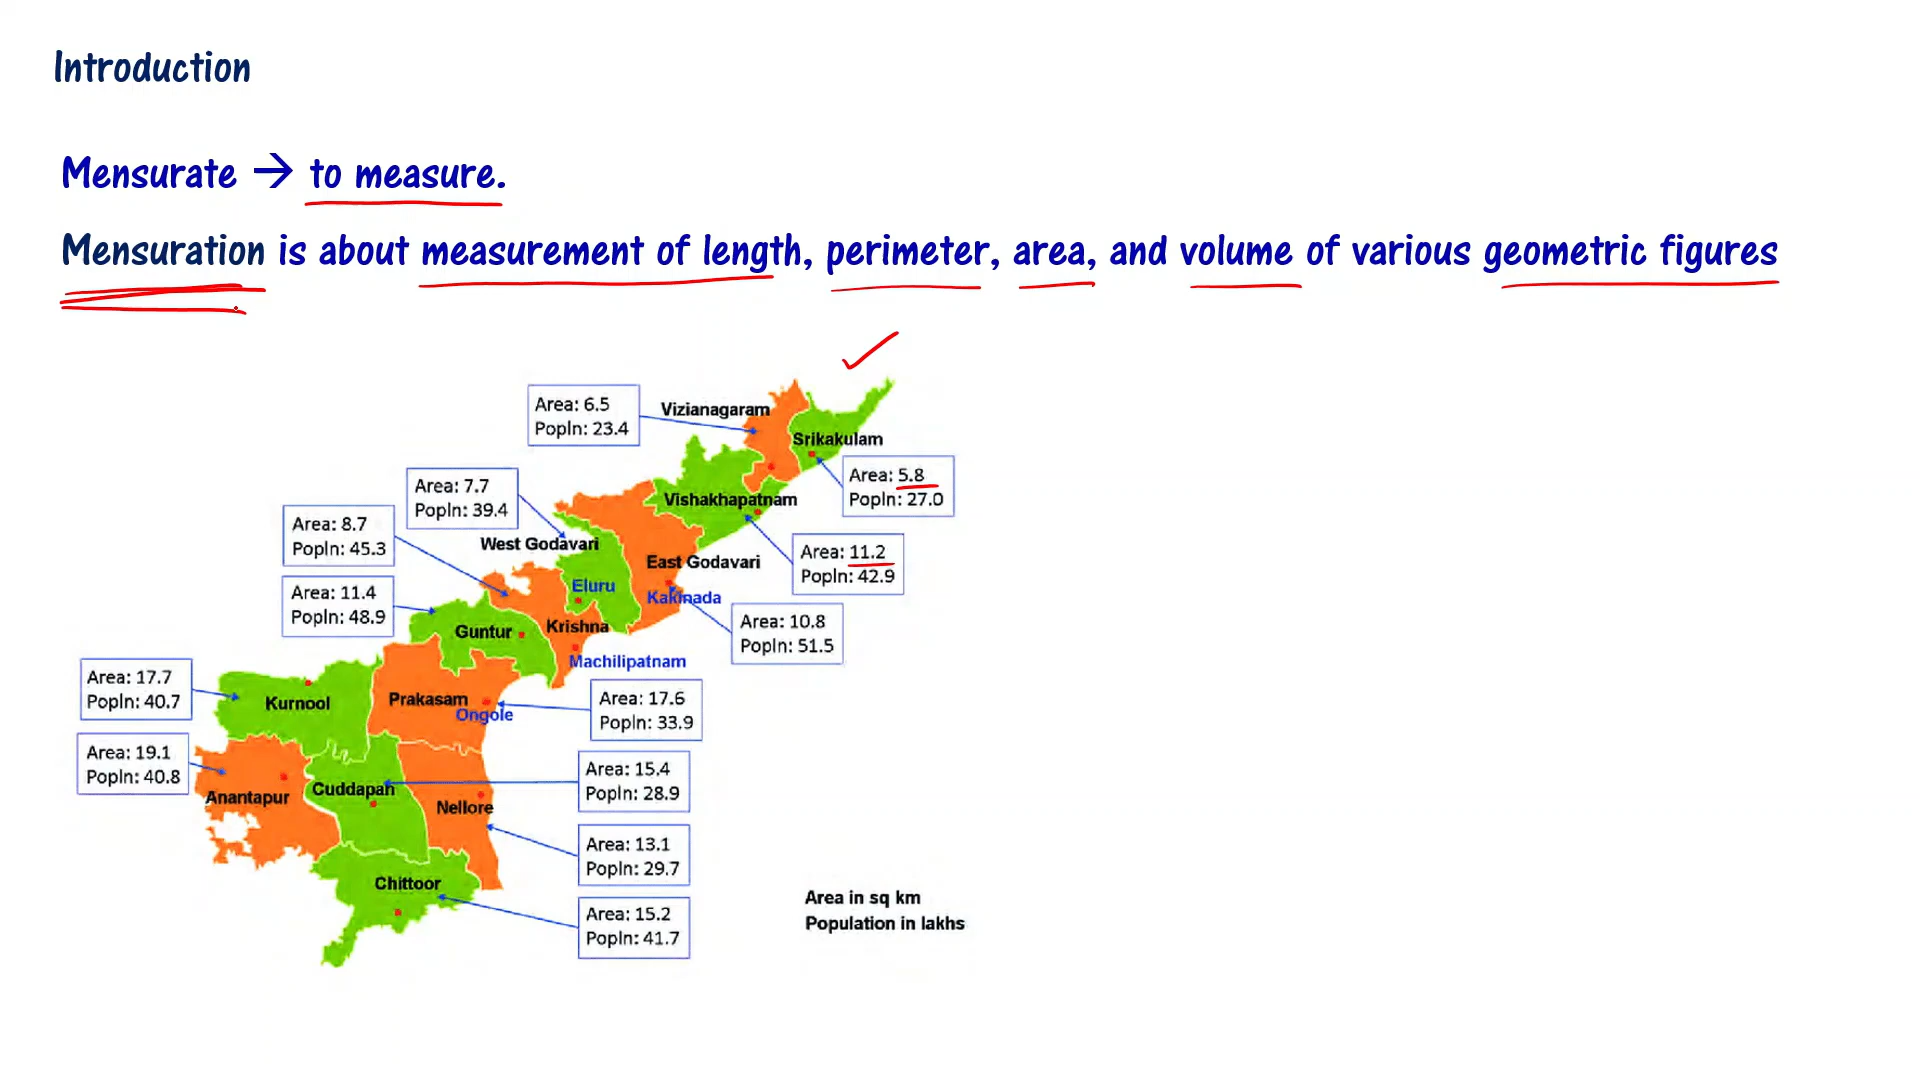 Introduction
Mensurate → to measure.
Mensuration is about measurement of length, perimeter, area, and volume of various geometric figures
Area: 6.5
Popln: 23.4
Vizianagaram
Srikakulam
Area: 5.8
Popln: 27.0
Area: 7.7
Popln: 39.4
Vishakhapatnam
Area: 8.7
Popln: 45.3
West Godavari
Area: 11.2
Popln: 42.9
East Godavari
Eluru
Kakinada
Area: 11.4
Popln: 48.9
Guntur
Krishna
Area: 10.8
Popln: 51.5
Machilipatnam
Area: 17.7
Popln: 40.7
Kurnool
Prakasam
Ongole
Area: 17.6
Popln: 33.9
Area: 19.1
Popln: 40.8
Anantapur
Cuddapah
Nellore
Area: 15.4
Popln: 28.9
Area: 13.1
Popln: 29.7
Chittoor
Area: 15.2
Popln: 41.7
Area in sq km
Population in lakhs